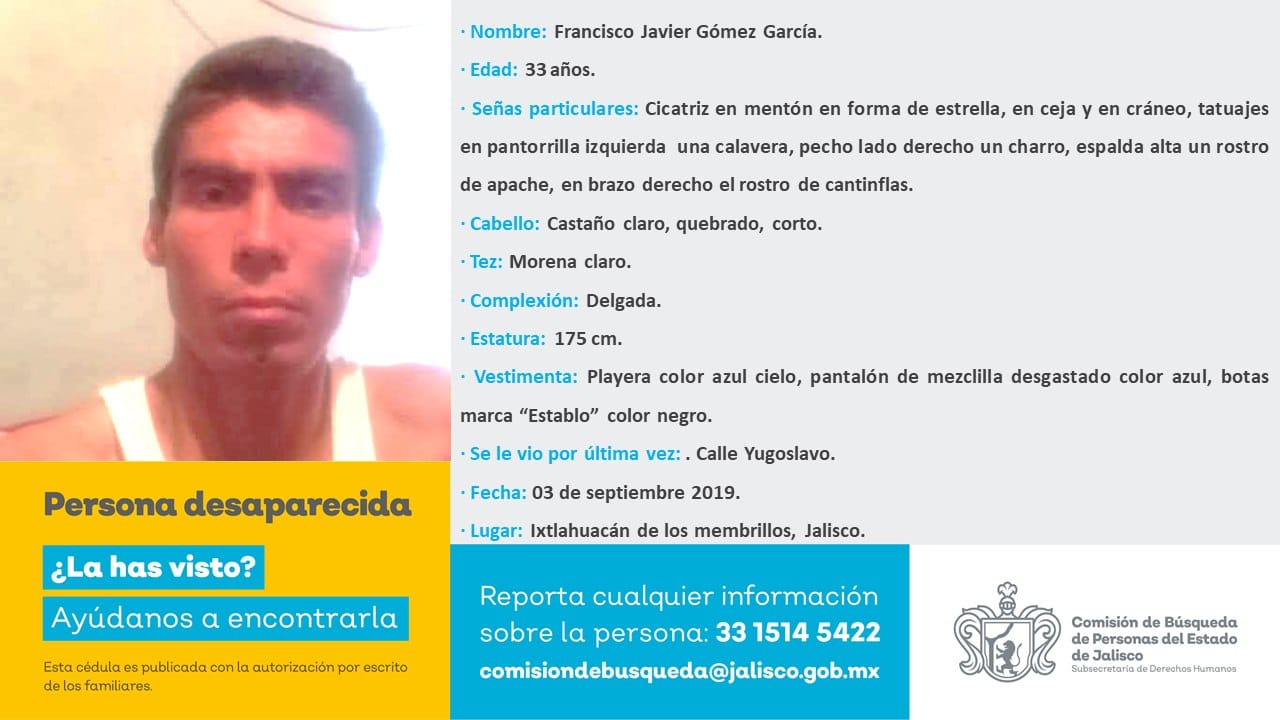 · Nombre: Francisco Javier Gómez García.
· Edad: 33 años.
· Señas particulares: Cicatriz en mentón en forma de estrella, en ceja y en cráneo, tatuajes
en pantorrilla izquierda una calavera, pecho lado derecho un charro, espalda alta un rostro
de apache, en brazo derecho el rostro de cantinflas.
· Cabello: Castaño claro, quebrado, corto.
· Tez: Morena claro.
· Complexión: Delgada.
· Estatura: 175 cm.
· Vestimenta: Playera color azul cielo, pantalón de mezclilla desgastado color azul, botas
marca “Establo” color negro.
· Se le vio por última vez: . Calle Yugoslavo.
· Fecha: 03 de septiembre 2019.
· Lugar: Ixtlahuacán de los membrillos, Jalisco.
Persona desaparecida
¿La has visto?
Ayúdanos a encontrarla
Esta cédula es publicada con la autorización por escrito
de los familiares.
Reporta cualquier información
sobre la persona: 33 1514 5422
comisiondebusqueda@jalisco.gob.mx
Comisión de Búsqueda
de Personas del Estado
de Jalisco
Subsecretaría de Derechos Humanos